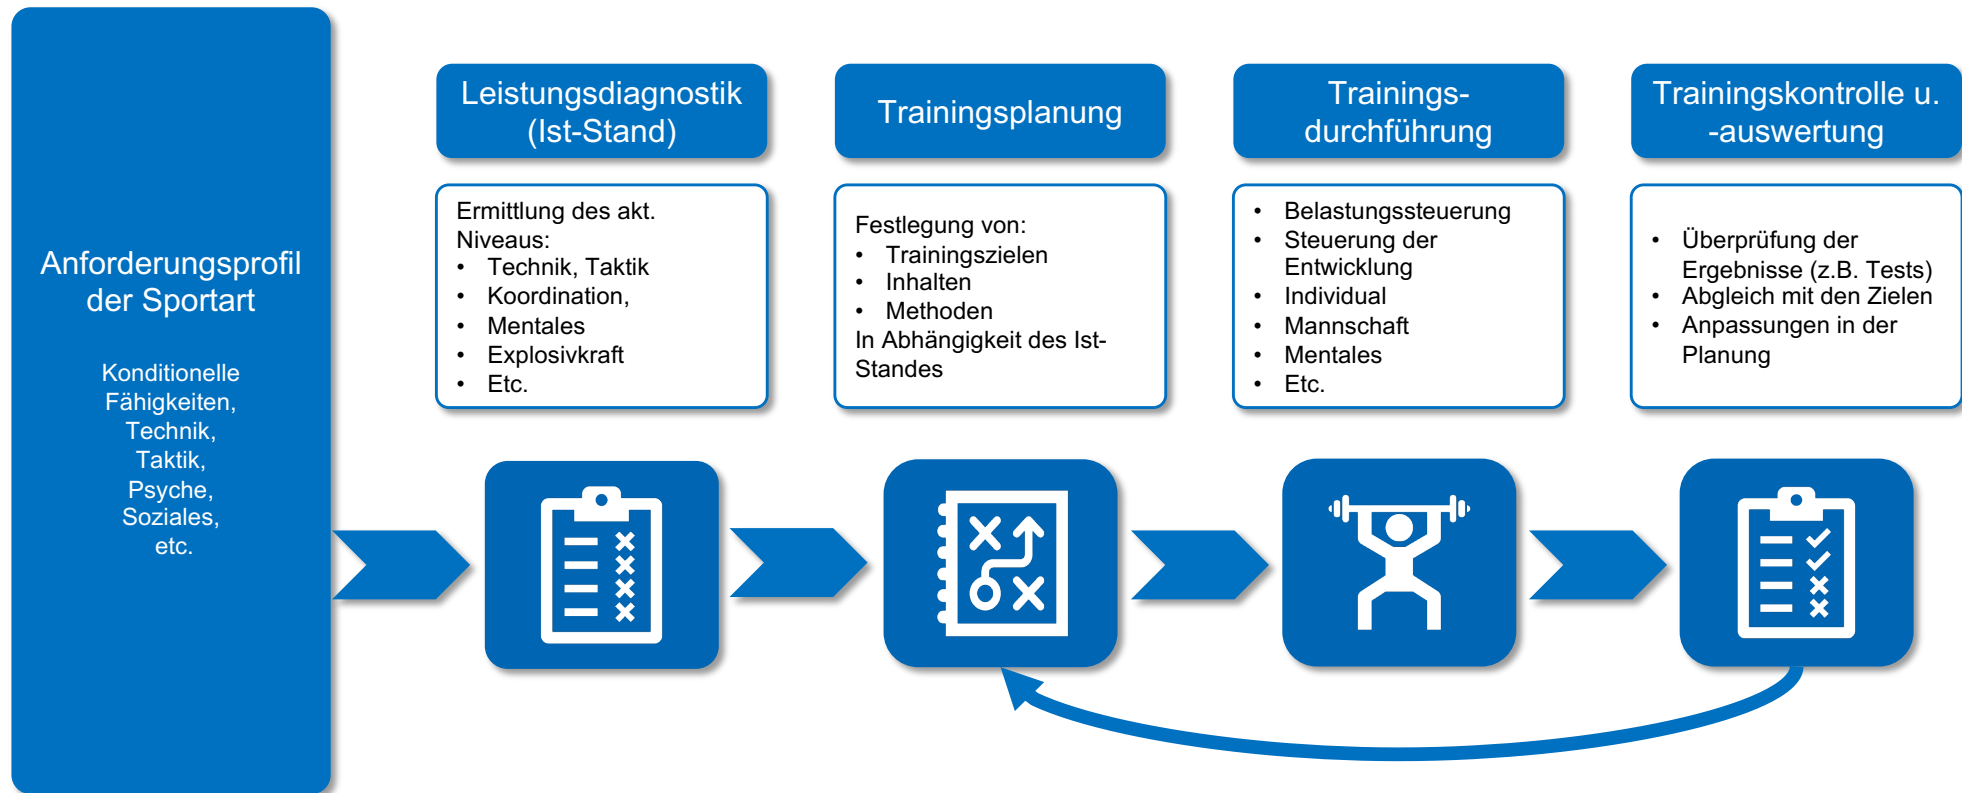 Anforderungsprofil
der Sportart
Konditionelle
Fähigkeiten,
Technik,
Taktik,
Psyche,
Soziales,
etc.
Leistungsdiagnostik
(Ist-Stand)
Ermittlung des akt.
Niveaus:
• Technik, Taktik
• Koordination,
• Mentales
• Explosivkraft
• Etc.
Trainingsplanung
Festlegung von:
• Trainingszielen
• Inhalten
• Methoden
In Abhängigkeit des Ist-
Standes
Trainings-
durchführung
• Belastungssteuerung
• Steuerung der
Entwicklung
• Individual
• Mannschaft
• Mentales
• Etc.
Trainingskontrolle u.
-auswertung
• Überprüfung der
Ergebnisse (z.B. Tests)
• Abgleich mit den Zielen
• Anpassungen in der
Planung